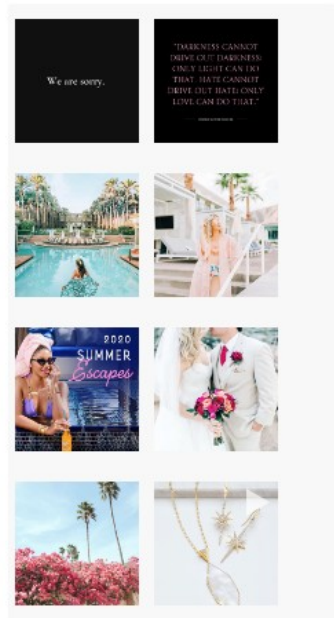 We are sorry.
"DARKNESS CANNOT
DRIVE OUT DARKNESS;
ONLY LIGHT CAN DO
THAT. HATE CANNOT
DRIVE OUT HATE; ONLY
LOVE CAN DO THAT."
2020
SUMMER
Escapes